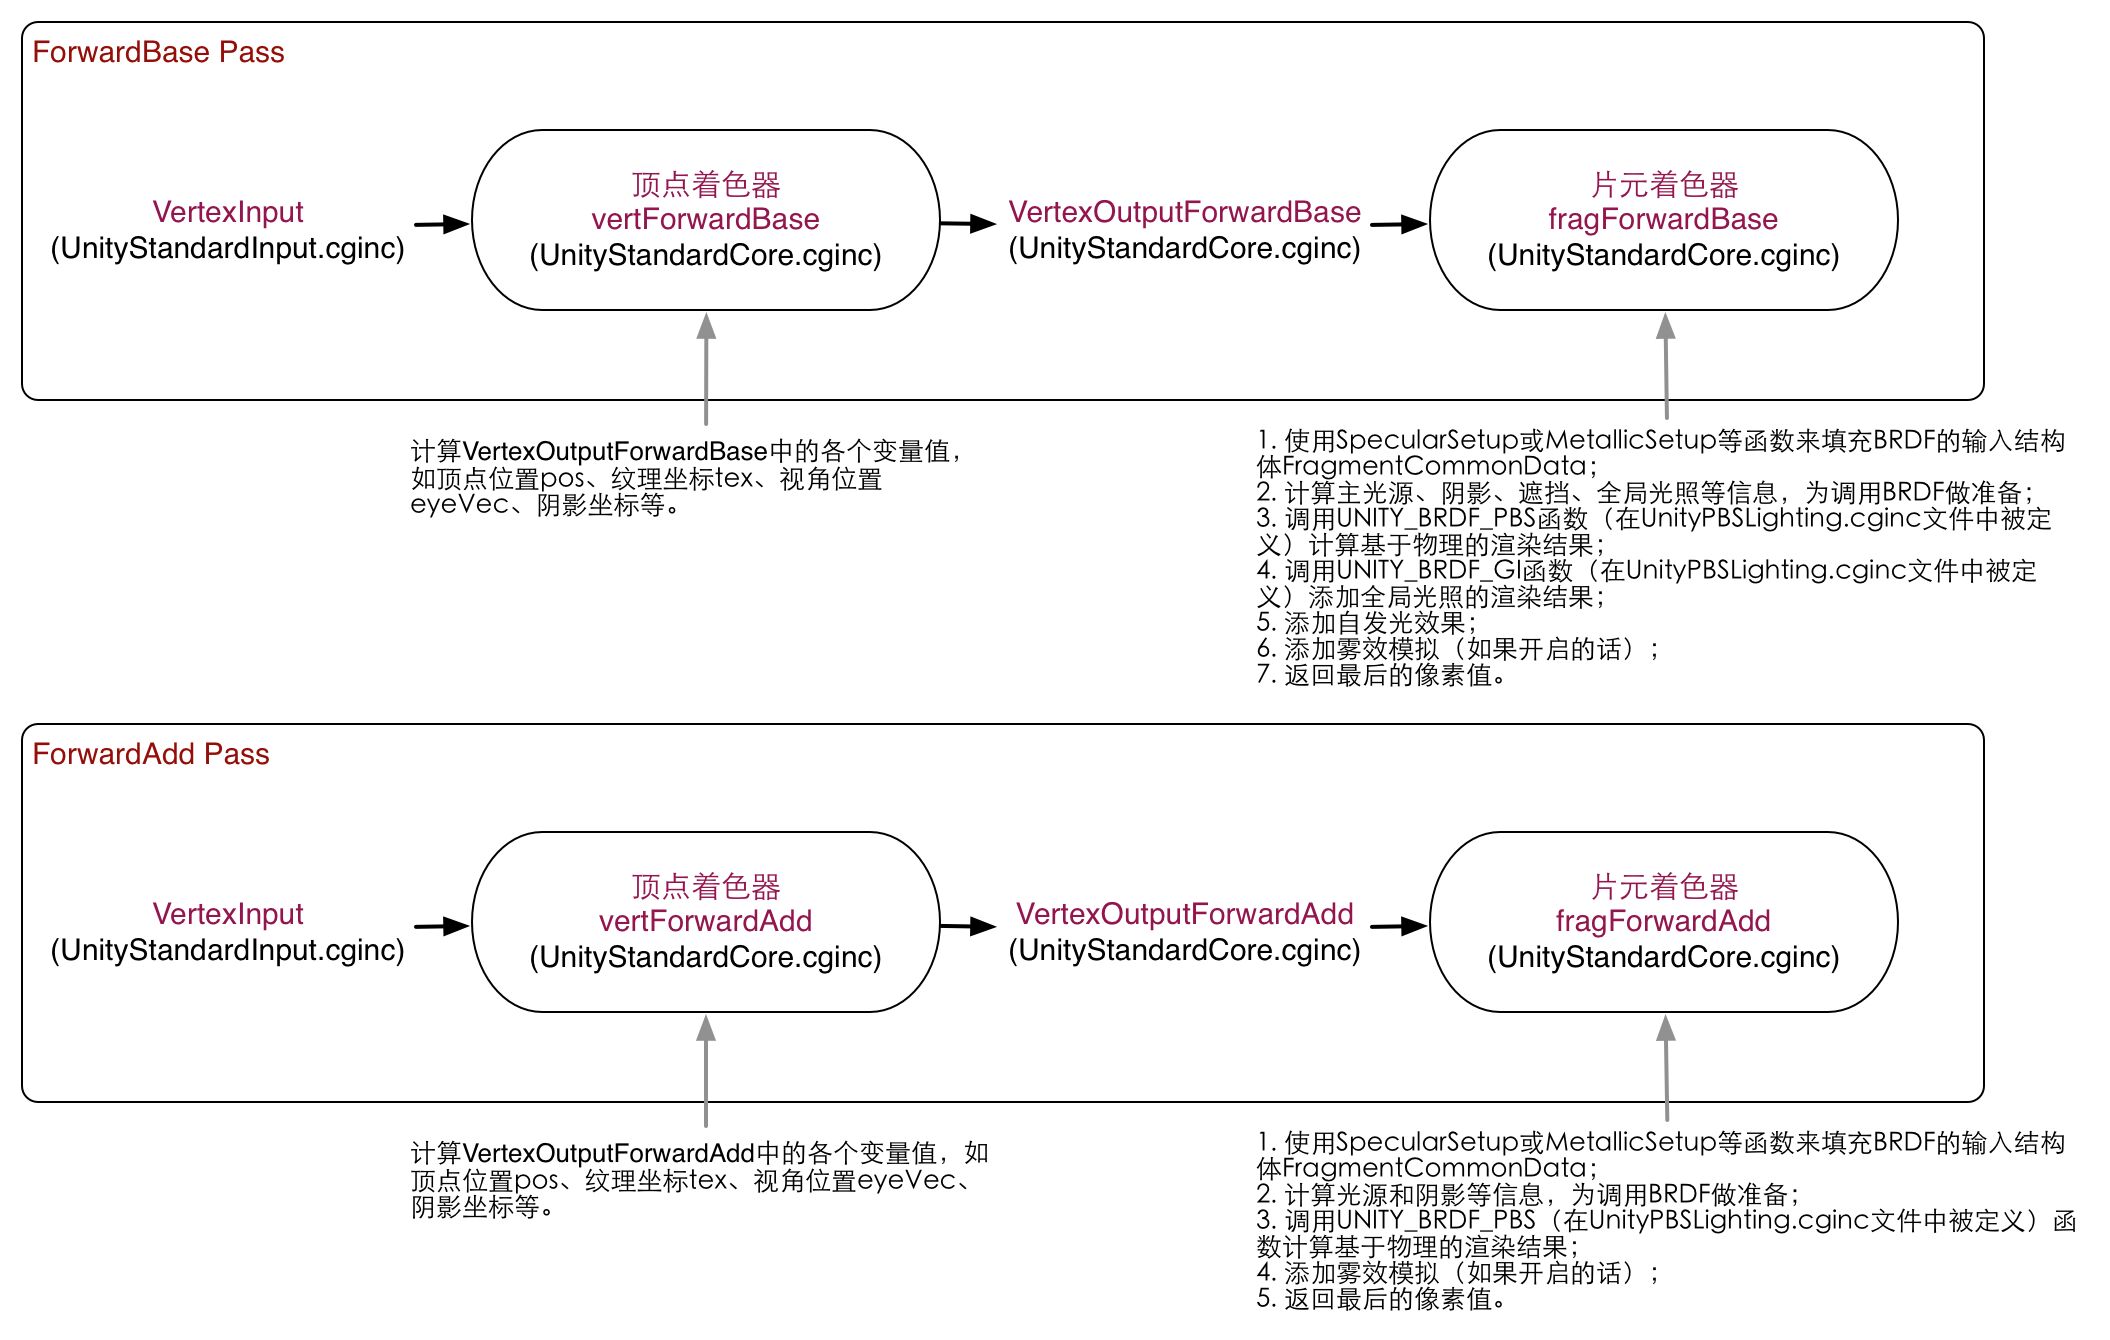 ForwardBase Pass
VertexInput
(UnityStandardInput.cginc)
顶点着色器
vertForwardBase
(UnityStandardCore.cginc)
VertexOutputForwardBase
(UnityStandardCore.cginc)
片元着色器
fragForwardBase
(UnityStandardCore.cginc)
计算VertexOutputForwardBase中的各个变量值，
如顶点位置pos、纹理坐标tex、视角位置
eyeVec、阴影坐标等。
1. 使用SpecularSetup或MetallicSetup等函数来填充BRDF的输入结构
体FragmentCommonData；
2. 计算主光源、阴影、遮挡、全局光照等信息，为调用BRDF做准备；
3. 调用UNITY_BRDF_PBS函数（在UnityPBSLighting.cginc文件中被定
义）计算基于物理的渲染结果；
4. 调用UNITY_BRDF_GI函数（在UnityPBSLighting.cginc文件中被定
义）添加全局光照的渲染结果；
5. 添加自发光效果；
6. 添加雾效模拟（如果开启的话）；
7. 返回最后的像素值。
ForwardAdd Pass
VertexInput
(UnityStandardInput.cginc)
顶点着色器
vertForwardAdd
(UnityStandardCore.cginc)
VertexOutputForwardAdd
(UnityStandardCore.cginc)
片元着色器
fragForwardAdd
(UnityStandardCore.cginc)
计算VertexOutputForwardAdd中的各个变量值，如
顶点位置pos、纹理坐标tex、视角位置eyeVec、
阴影坐标等。
1. 使用SpecularSetup或MetallicSetup等函数来填充BRDF的输入结构
体FragmentCommonData；
2. 计算光源和阴影等信息，为调用BRDF做准备；
3. 调用UNITY_BRDF_PBS（在UnityPBSLighting.cginc文件中被定义）函
数计算基于物理的渲染结果；
4. 添加雾效模拟（如果开启的话）；
5. 返回最后的像素值。